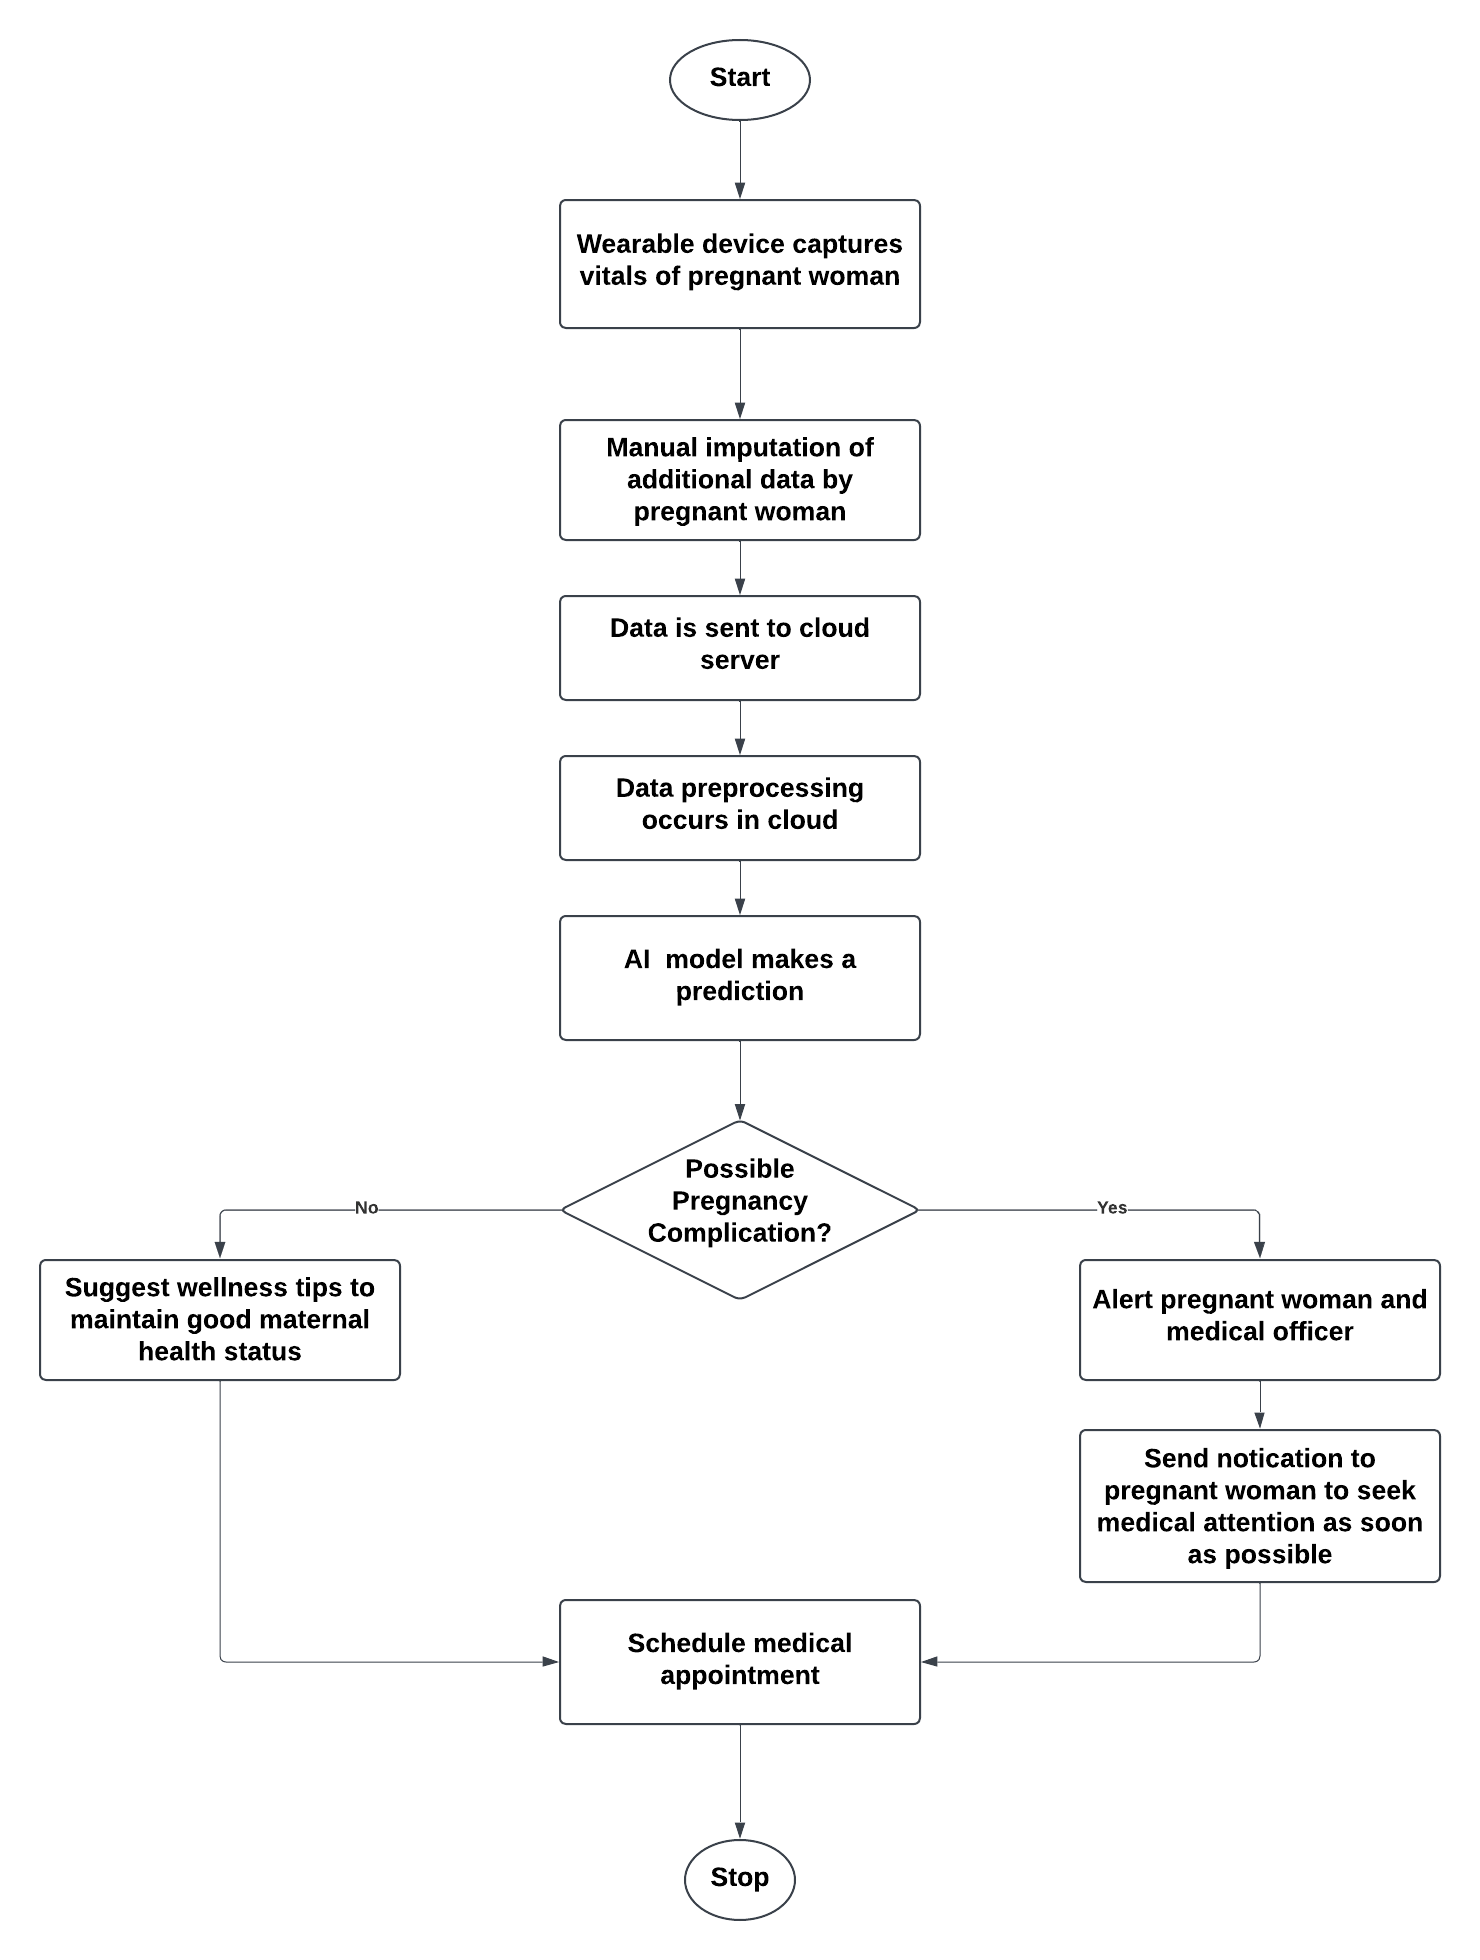 Start
Wearable device captures
vitals of pregnant woman
Manual imputation of
additional data by
pregnant woman
Data is sent to cloud
server
Data preprocessing
occurs in cloud
AI  model makes a
prediction
Possible
Pregnancy
Complication?
No
Yes
Suggest wellness tips to
maintain good maternal
health status
Alert pregnant woman and
medical officer
Send notication to
pregnant woman to seek
medical attention as soon
as possible
Schedule medical
appointment
Stop